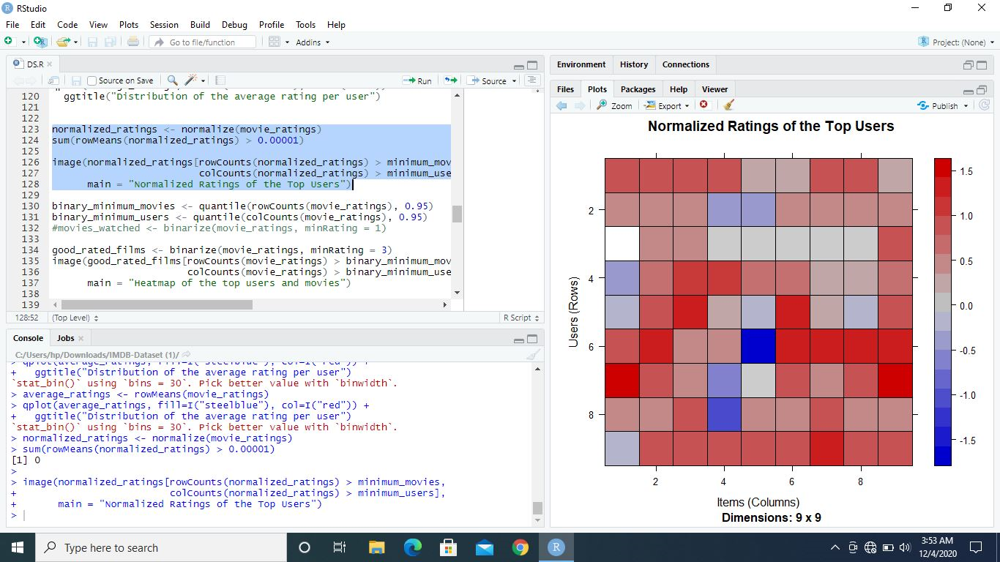 RStudio
File Edit Code View Plots Session Build Debug Profile Tools Help
Go to file/function Addins Project: (None)
DS.R
Source on Save Run Source
120 ggtitle("Distribution of the average rating per user")
121
122
123 normalized_ratings <- normalize(movie_ratings)
124 sum(rowMeans(normalized_ratings) > 0.00001)
125
126 image(normalized_ratings[rowCounts(normalized_ratings) > minimum_mov
127 colCounts(normalized_ratings) > minimum_use
128 main = "Normalized Ratings of the Top Users")
129
130 binary_minimum_movies <- quantile(rowCounts(movie_ratings), 0.95)
131 binary_minimum_users <- quantile(colCounts(movie_ratings), 0.95)
132 #movies_watched <- binarize(movie_ratings, minRating = 1)
133
134 good_rated_films <- binarize(movie_ratings, minRating = 3)
135 image(good_rated_films[rowCounts(movie_ratings) > binary_minimum_mov
136 colCounts(movie_ratings) > binary_minimum_use
137 main = "Heatmap of the top users and movies")
138
139
128:52 (Top Level) R Script
Console Jobs
C:/Users/hp/Downloads/IMDB-Dataset (1)/
> qplot(average_ratings, fill=I("steelblue"), col=I("red")) +
+ ggtitle("Distribution of the average rating per user")
`stat_bin()` using `bins = 30`. Pick better value with `binwidth`.
> average_ratings <- rowMeans(movie_ratings)
> qplot(average_ratings, fill=I("steelblue"), col=I("red")) +
+ ggtitle("Distribution of the average rating per user")
`stat_bin()` using `bins = 30`. Pick better value with `binwidth`.
> normalized_ratings <- normalize(movie_ratings)
> sum(rowMeans(normalized_ratings) > 0.00001)
[1] 0
>
> image(normalized_ratings[rowCounts(normalized_ratings) > minimum_movies,
+ colCounts(normalized_ratings) > minimum_users],
+ main = "Normalized Ratings of the Top Users")
>
Environment History Connections
Files Plots Packages Help Viewer
Zoom Export Publish
Normalized Ratings of the Top Users
Users (Rows)
2
4
6
8
2 4 6 8
Items (Columns)
Dimensions: 9 x 9
1.5
1.0
0.5
0.0
-0.5
-1.0
-1.5
Type here to search
3:53 AM
12/4/2020